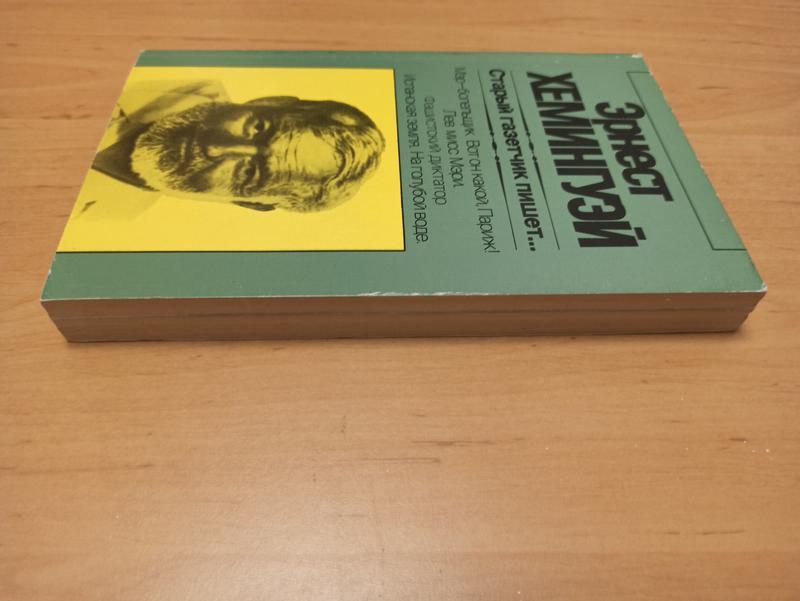 Эрнест
ХЕМИНГУЭЙ
Старый газетчик пишет...
Мэр-болельщик. Вот он какой, Париж!
Лев мисс Мэри.
Фашистский диктатор
Испанская земля. На голубой воде.